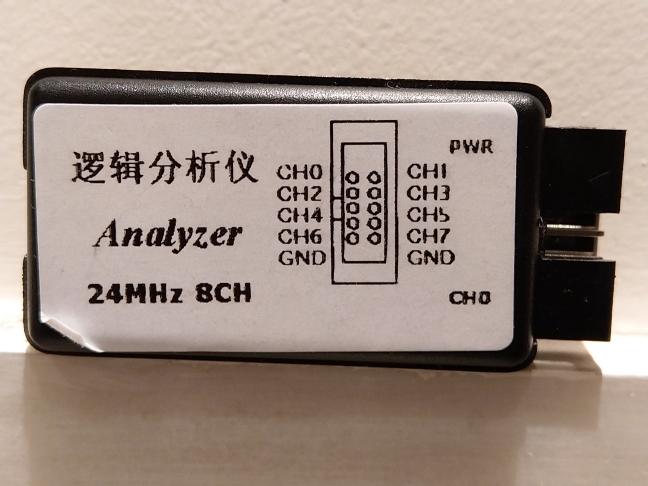 逻辑分析仪
Analyzer
24MHz 8CH
CH0 CH1
CH2 CH3
CH4 CH5
CH6 CH7
GND GND
PWR
CH0